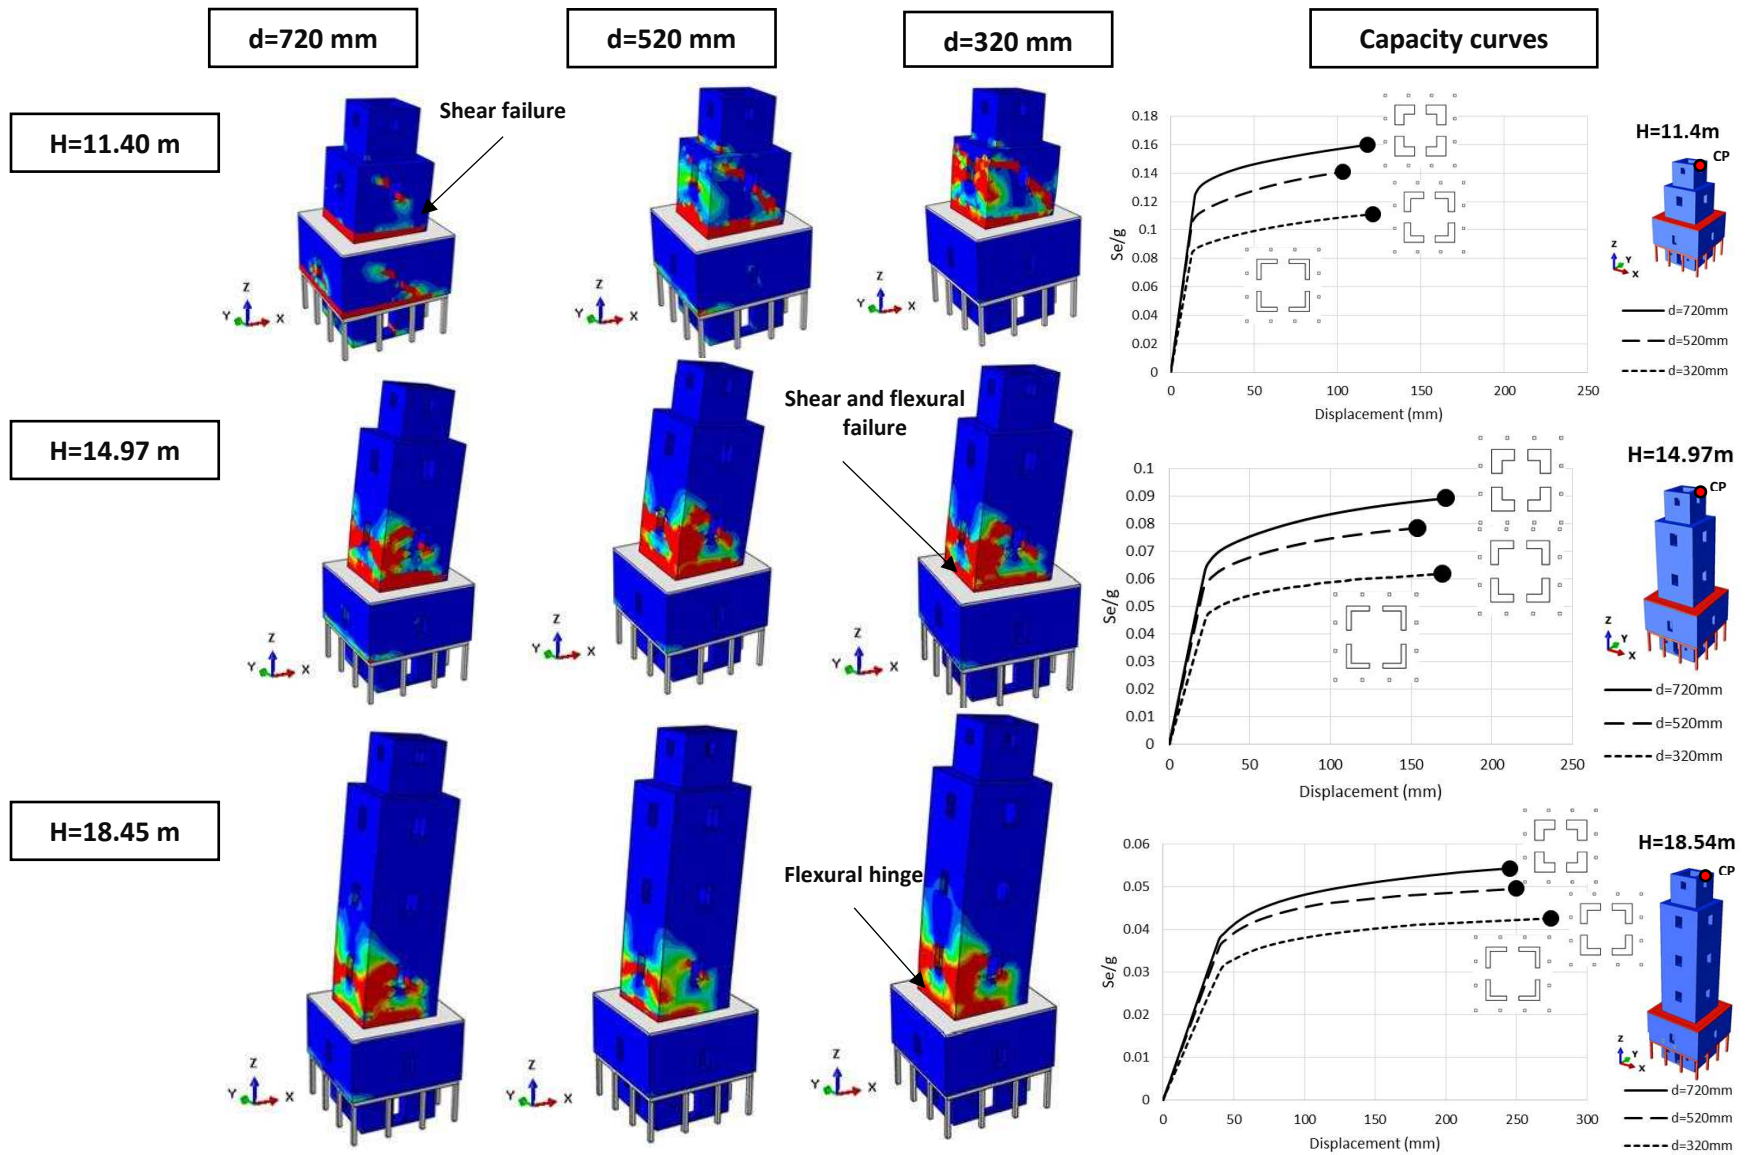 d=720 mm
d=520 mm
d=320 mm
Capacity curves
H=11.40 m
Shear failure
Z
Y
X
Z
Y
X
Z
Y
X
0.18
0.16
0.14
0.12
0.1
0.08
0.06
0.04
0.02
0
Se/g
0 50 100 150 200 250
Displacement (mm)
H=11.4m
CP
Z
Y
X
d=720mm
d=520mm
d=320mm
H=14.97 m
Shear and flexural
failure
Z
Y
X
Z
Y
X
Z
Y
X
0.1
0.09
0.08
0.07
0.06
0.05
0.04
0.03
0.02
0.01
0
Se/g
0 50 100 150 200 250
Displacement (mm)
H=14.97m
CP
Z
Y
X
d=720mm
d=520mm
d=320mm
H=18.45 m
Flexural hinge
Z
Y
X
Z
Y
X
Z
Y
X
0.06
0.05
0.04
0.03
0.02
0.01
0
Se/g
0 50 100 150 200 250 300
Displacement (mm)
H=18.54m
CP
Z
Y
X
d=720mm
d=520mm
d=320mm